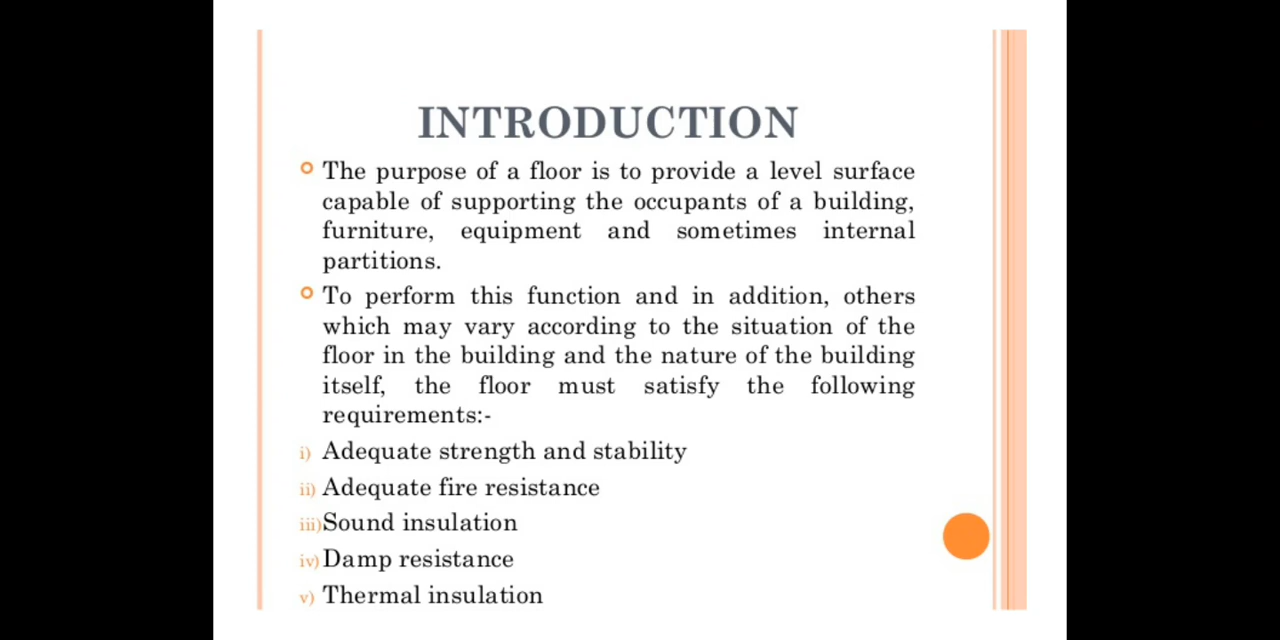 INTRODUCTION
The purpose of a floor is to provide a level surface
capable of supporting the occupants of a building,
furniture, equipment and sometimes internal
partitions.
To perform this function and in addition, others
which may vary according to the situation of the
floor in the building and the nature of the building
itself, the floor must satisfy the following
requirements:-
i) Adequate strength and stability
ii) Adequate fire resistance
iii) Sound insulation
iv) Damp resistance
v) Thermal insulation